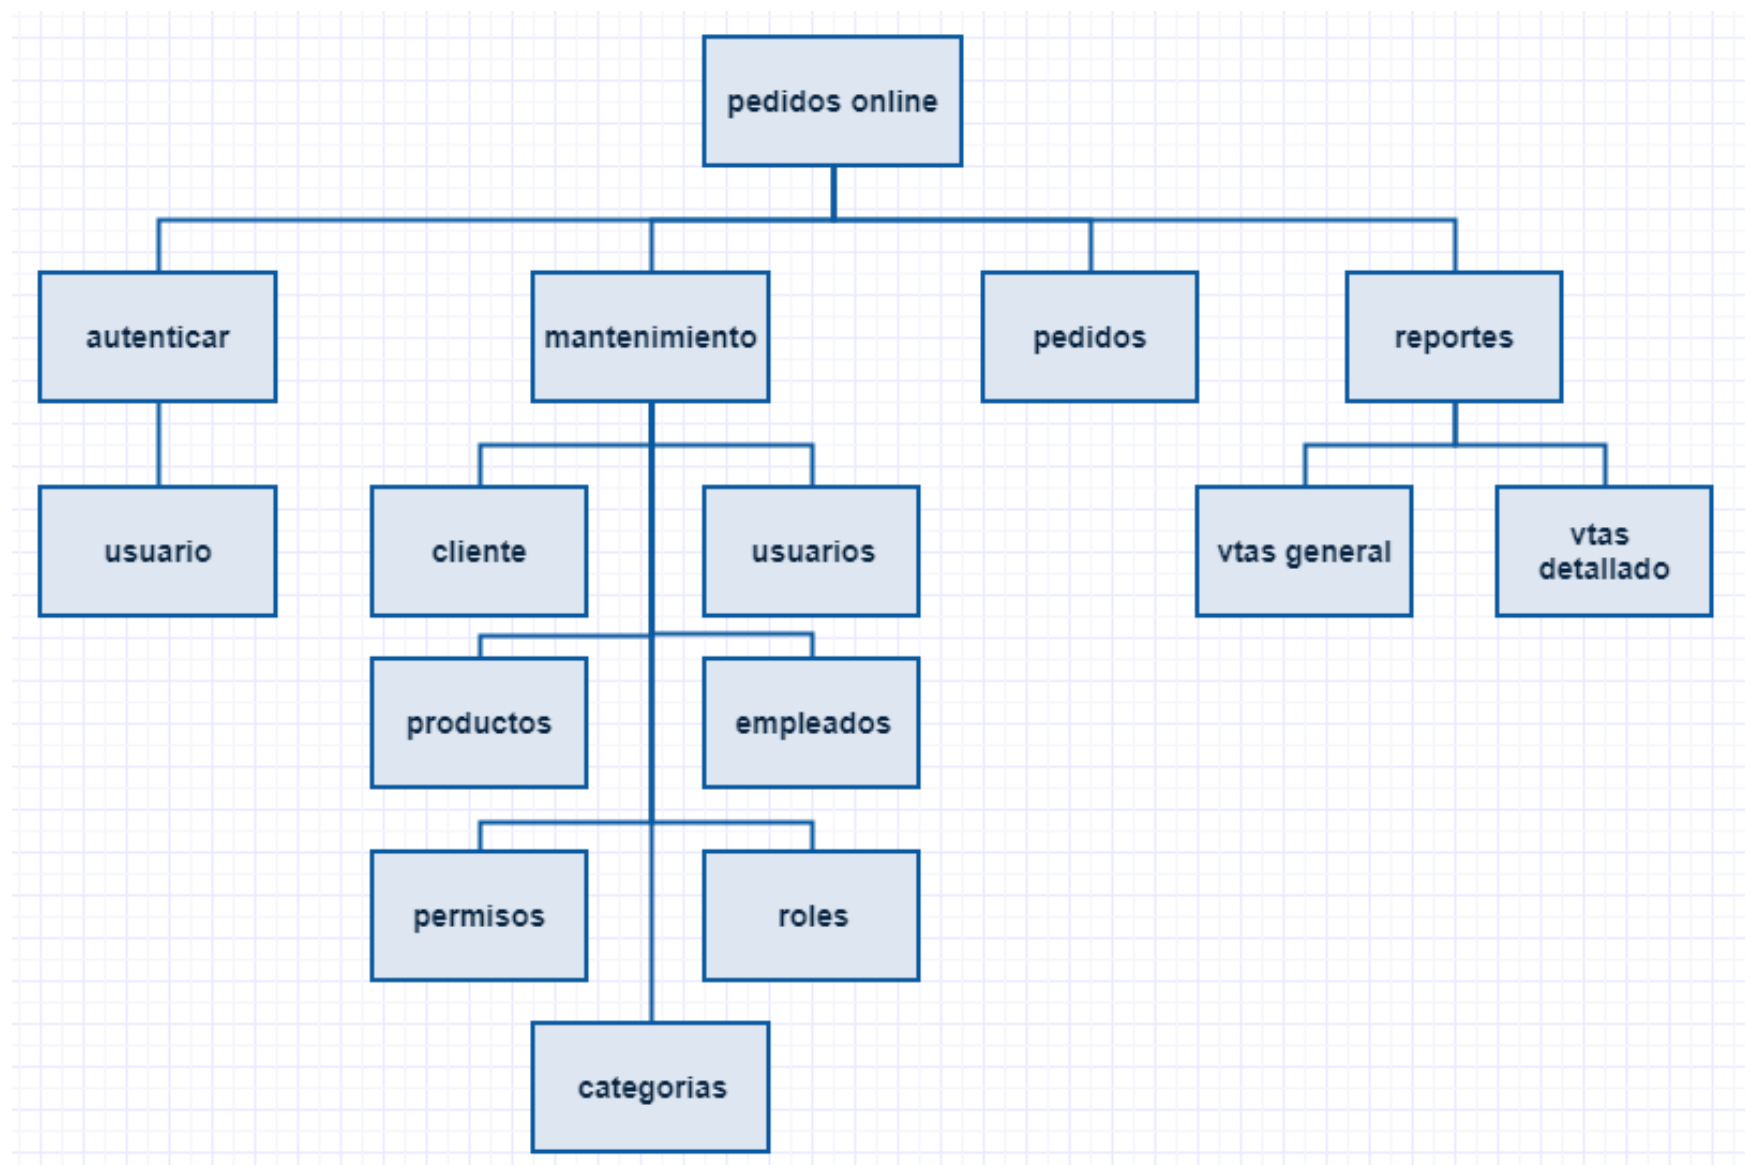 pedidos online
autenticar
mantenimiento
pedidos
reportes
usuario
cliente
usuarios
vtas general
vtas
detallado
productos
empleados
permisos
roles
categorias